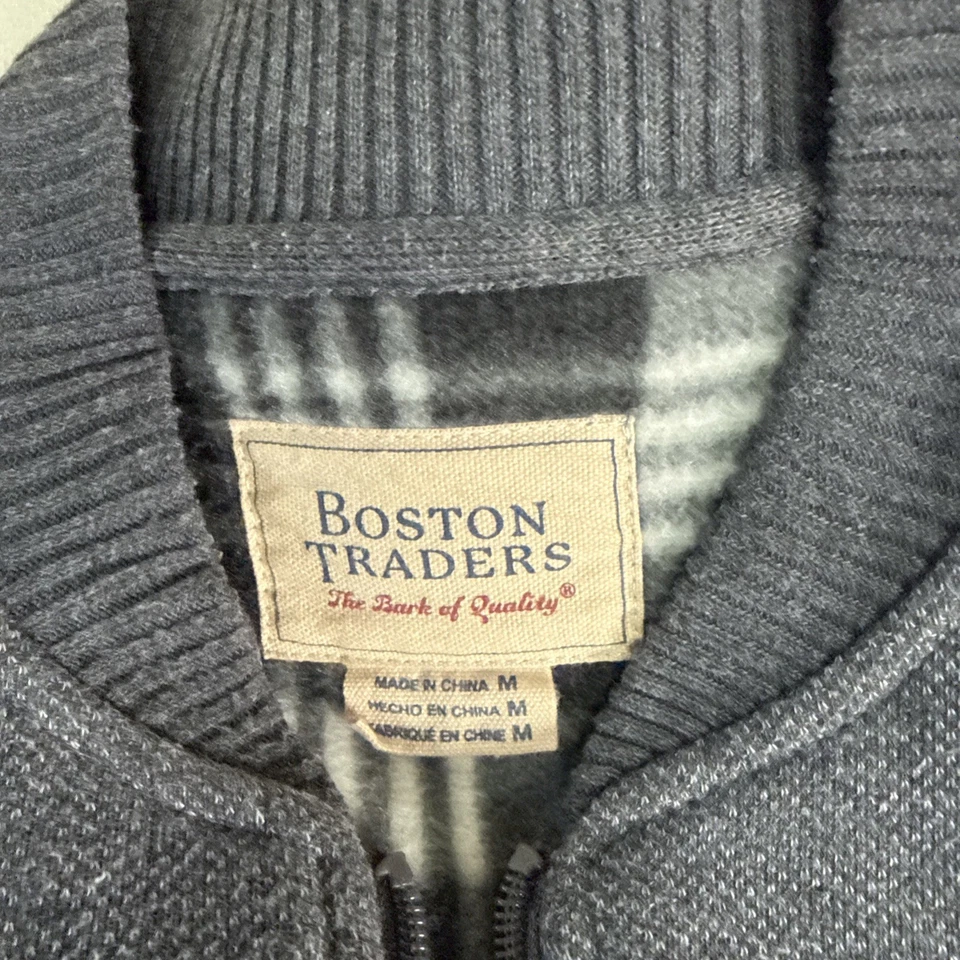 BOSTON
TRADERS
The Bark of Quality®
MADE IN CHINA M
HECHO EN CHINA M
FABRIQUÉ EN CHINE M